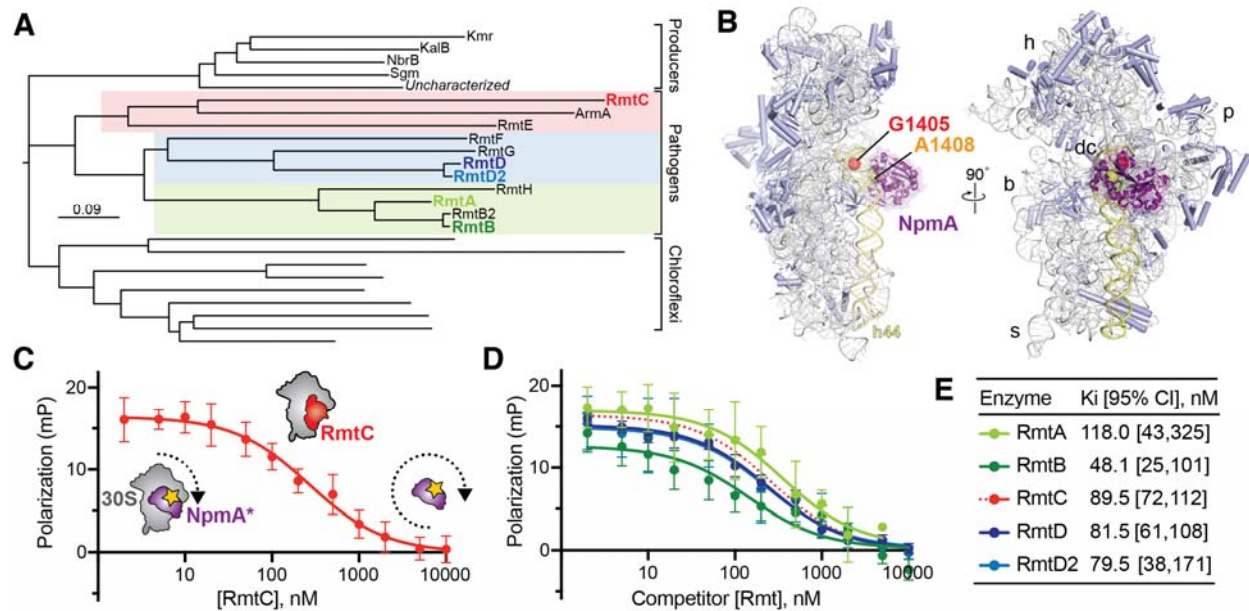 A
Kmr
KalB
NbrB
Sgm
Uncharacterized
Producers
RmtC
ArmA
RmtE
RmtF
RmtG
RmtD
RmtD2
RmtH
RmtA
RmtB2
RmtB
Pathogens
0.09
Chloroflexi
B
G1405
A1408
NpmA
h44
90°
h
p
dc
b
s
C
Polarization (mP)
20
10
0
RmtC
30S
NpmA*
10 100 1000 10000
[RmtC], nM
D
Polarization (mP)
20
10
0
10 100 1000 10000
Competitor [Rmt], nM
E
Enzyme Ki [95% CI], nM
RmtA 118.0 [43,325]
RmtB 48.1 [25,101]
RmtC 89.5 [72,112]
RmtD 81.5 [61,108]
RmtD2 79.5 [38,171]